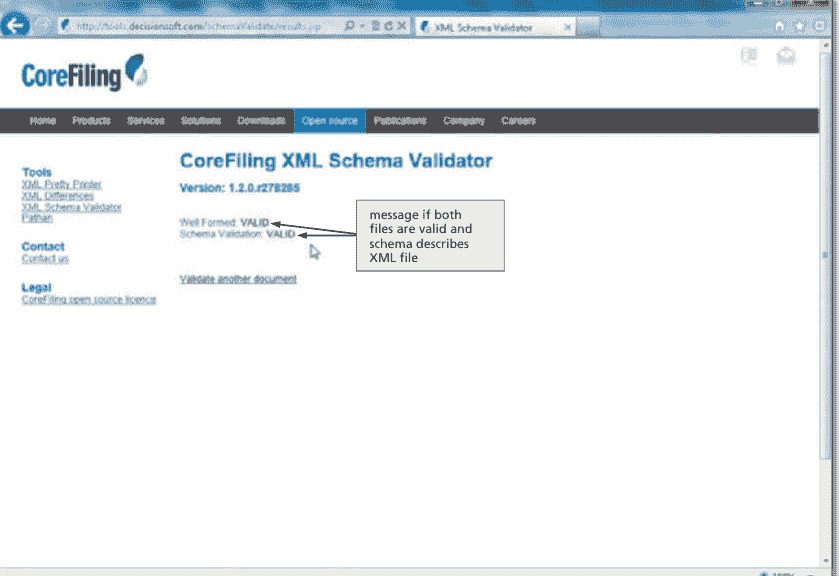 http://tools.decisionsoft.com/schemaValidate/results.jsp
XML Schema Validator
CoreFiling
Home Products Services Solutions Downloads Open source Publications Company Careers
CoreFiling XML Schema Validator
Version: 1.2.0.r278285
Tools
XML Pretty Printer
XML Differences
XML Schema Validator
Pathan
Contact
Contact us
Legal
CoreFiling open source licence
Well Formed: VALID
Schema Validation: VALID
Validate another document
message if both
files are valid and
schema describes
XML file